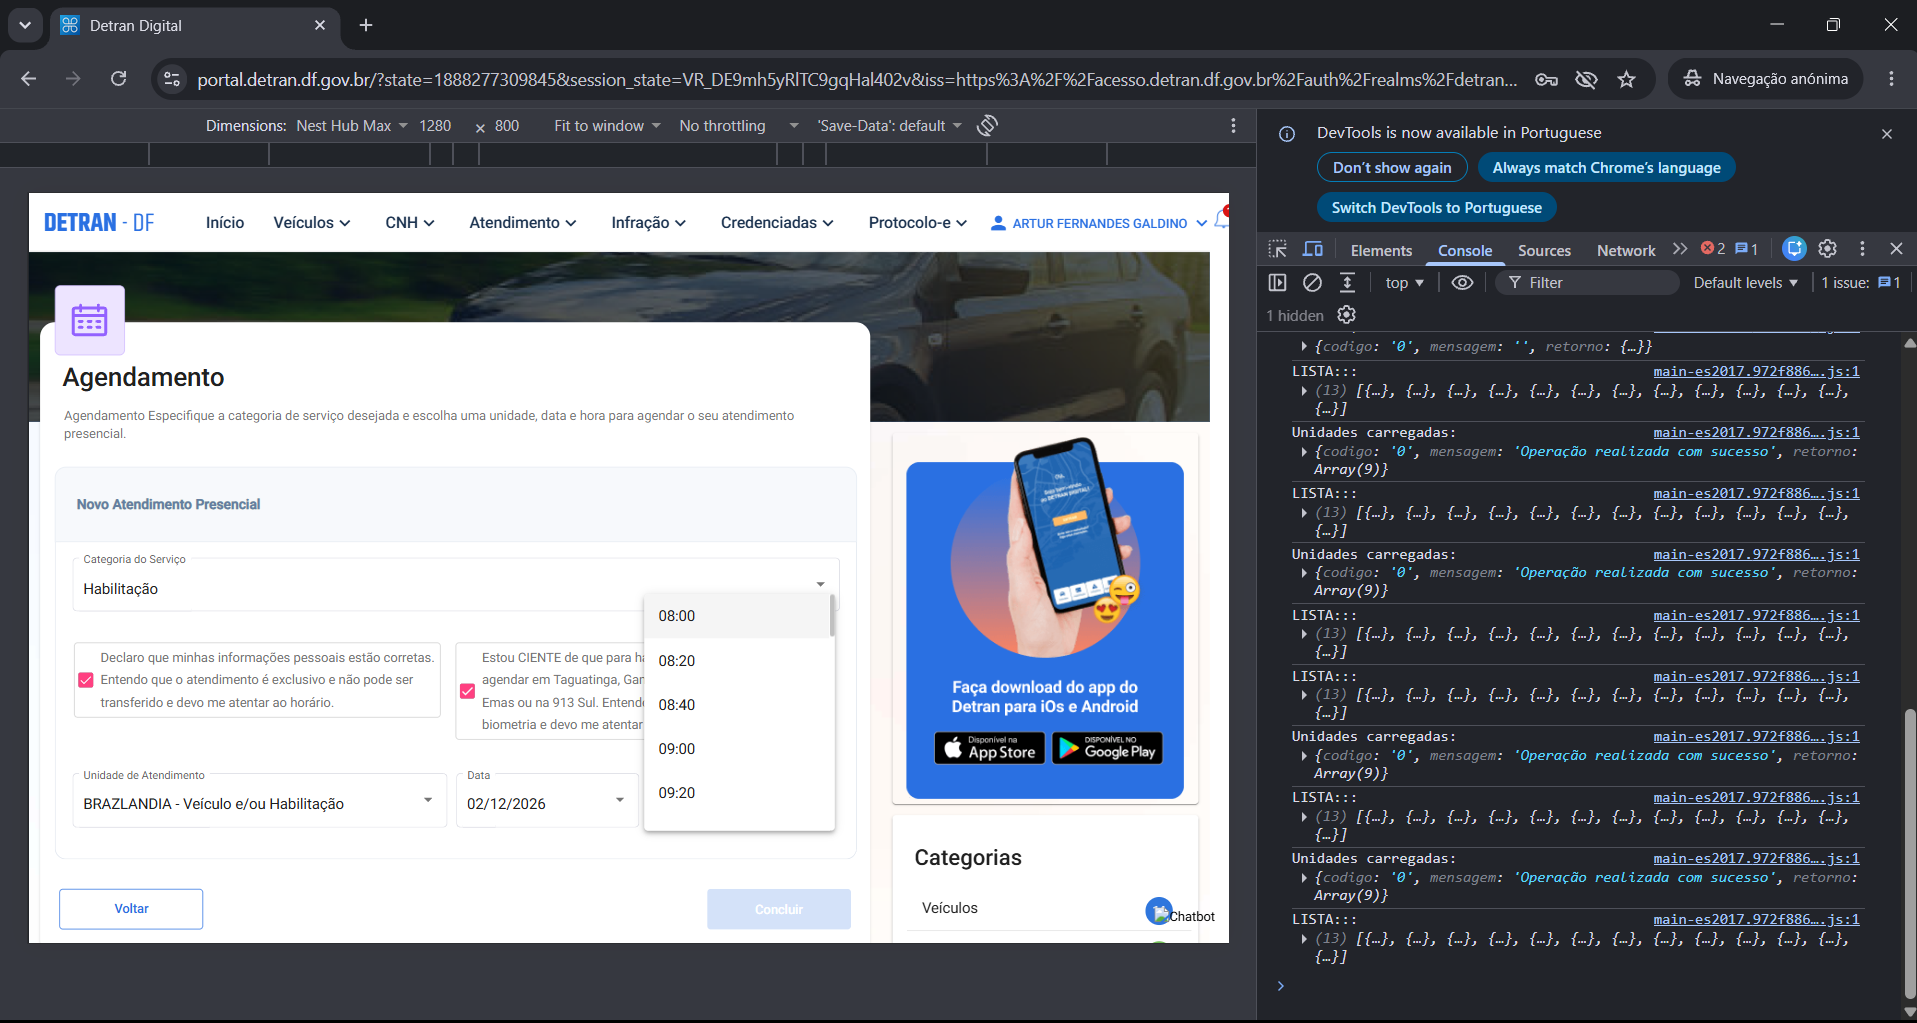 Detran Digital
portal.detran.df.gov.br/?state=1888277309845&session_state=VR_DE9mh5yRlTC9gqHal402v&iss=https%3A%2F%2Facesso.detran.df.gov.br%2Fauth%2Frealms%2Fdetran...
Navegação anónima
Dimensions: Nest Hub Max 1280 × 800 Fit to window No throttling 'Save-Data': default
DETRAN - DF
Início Veículos CNH Atendimento Infração Credenciadas Protocolo-e ARTUR FERNANDES GALDINO
Agendamento
Agendamento Especifique a categoria de serviço desejada e escolha uma unidade, data e hora para agendar o seu atendimento
presencial.
Novo Atendimento Presencial
Categoria do Serviço
Habilitação
Declaro que minhas informações pessoais estão corretas.
Entendo que o atendimento é exclusivo e não pode ser
transferido e devo me atentar ao horário.
Estou CIENTE de que para ha
agendar em Taguatinga, Gam
Emas ou na 913 Sul. Entendo
biometria e devo me atentar
08:00
08:20
08:40
09:00
09:20
Unidade de Atendimento
BRAZLANDIA - Veículo e/ou Habilitação
Data
02/12/2026
Voltar
Concluir
Faça download do app do
Detran para iOs e Android
Disponível na
App Store
DISPONÍVEL NO
Google Play
Categorias
Veículos
Chatbot
DevTools is now available in Portuguese
Don't show again
Always match Chrome's language
Switch DevTools to Portuguese
Elements Console Sources Network 2 1
top Filter Default levels 1 issue: 1
1 hidden
{codigo: '0', mensagem: '', retorno: {…}}
LISTA::: main-es2017.972f886….js:1
(13) [{…}, {…}, {…}, {…}, {…}, {…}, {…}, {…}, {…}, {…}, {…}, {…},
{…}]
Unidades carregadas: main-es2017.972f886….js:1
{codigo: '0', mensagem: 'Operação realizada com sucesso', retorno:
Array(9)}
LISTA::: main-es2017.972f886….js:1
(13) [{…}, {…}, {…}, {…}, {…}, {…}, {…}, {…}, {…}, {…}, {…}, {…},
{…}]
Unidades carregadas: main-es2017.972f886….js:1
{codigo: '0', mensagem: 'Operação realizada com sucesso', retorno:
Array(9)}
LISTA::: main-es2017.972f886….js:1
(13) [{…}, {…}, {…}, {…}, {…}, {…}, {…}, {…}, {…}, {…}, {…}, {…},
{…}]
LISTA::: main-es2017.972f886….js:1
(13) [{…}, {…}, {…}, {…}, {…}, {…}, {…}, {…}, {…}, {…}, {…}, {…},
{…}]
Unidades carregadas: main-es2017.972f886….js:1
{codigo: '0', mensagem: 'Operação realizada com sucesso', retorno:
Array(9)}
LISTA::: main-es2017.972f886….js:1
(13) [{…}, {…}, {…}, {…}, {…}, {…}, {…}, {…}, {…}, {…}, {…}, {…},
{…}]
Unidades carregadas: main-es2017.972f886….js:1
{codigo: '0', mensagem: 'Operação realizada com sucesso', retorno:
Array(9)}
LISTA::: main-es2017.972f886….js:1
(13) [{…}, {…}, {…}, {…}, {…}, {…}, {…}, {…}, {…}, {…}, {…}, {…},
{…}]